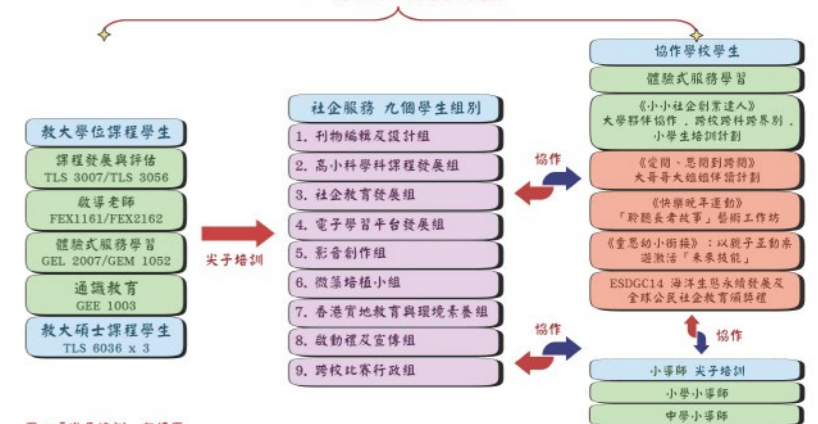 教大學位課程學生
課程發展與評估
TLS 3007/TLS 3056
啟導老師
FEX1161/FEX2162
體驗式服務學習
GEL 2007/GEM 1052
通識教育
GEE 1003
教大碩士課程學生
TLS 6036 x 3
尖子培訓
社企服務 九個學生組別
1. 刊物編輯及設計組
2. 高小科學科課程發展組
3. 社企教育發展組
4. 電子學習平台發展組
5. 影音創作組
6. 微藻培植小組
7. 香港實地教育與環境素養組
8. 啟動禮及宣傳組
9. 跨校比賽行政組
協作
協作
協作學校學生
體驗式服務學習
《小小社企創業達人》
大學夥伴協作﹐跨校跨科跨界別﹐
小學生培訓計劃
《愛閱、思閱到跨閱》
大哥哥大姐姐伴讀計劃
《快樂晚年運動》
「聆聽長者故事」藝術工作坊
《童思幼小銜接》：以親子互動桌
遊激活「未來技能」
ESDGC14 海洋生態永續發展及
全球公民社企教育頒獎禮
協作
小導師 尖子培訓
小學小導師
中學小導師